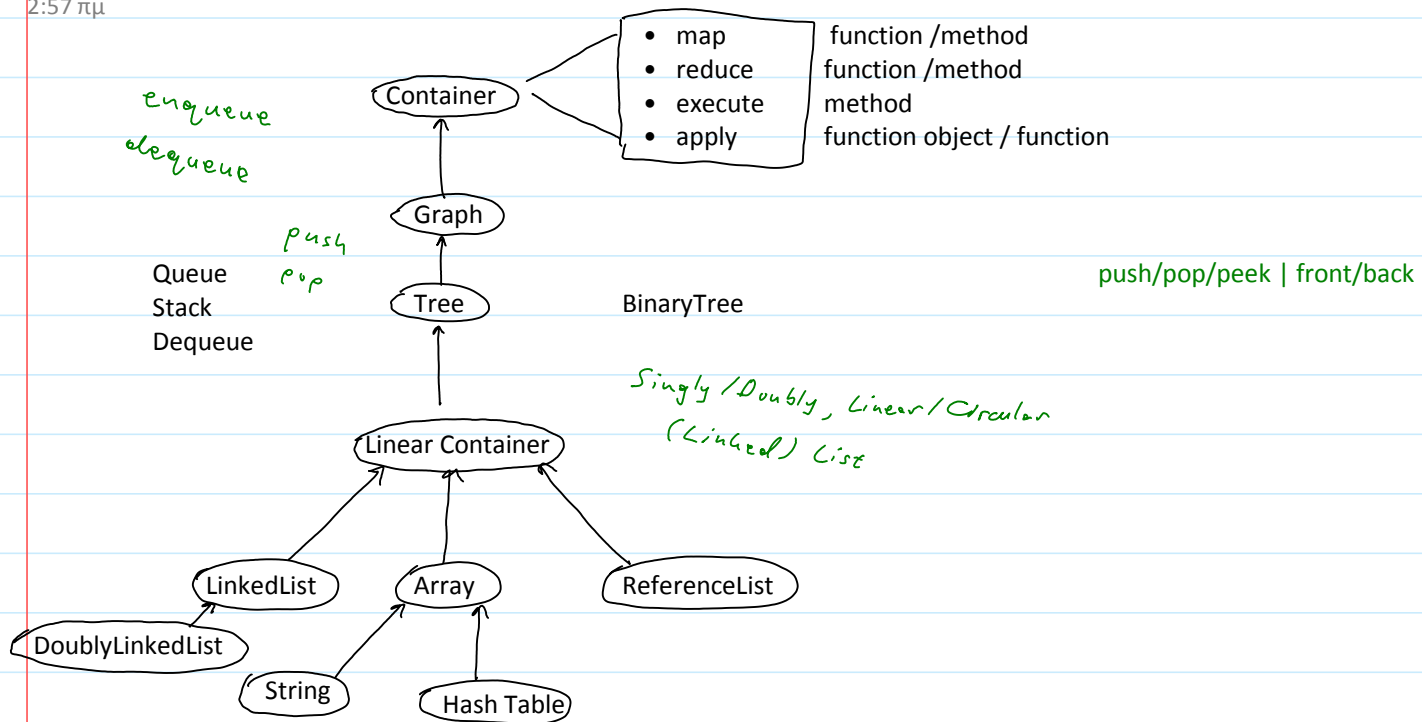 2:57 πμ
• map function /method
• reduce function /method
• execute method
• apply function object / function
Container
enqueue
dequeue
Graph
push
pop
Queue
Stack
Dequeue
Tree
BinaryTree
push/pop/peek | front/back
Singly/Doubly, Linear/Circular
(Linked) List
Linear Container
LinkedList
Array
ReferenceList
DoublyLinkedList
String
Hash Table